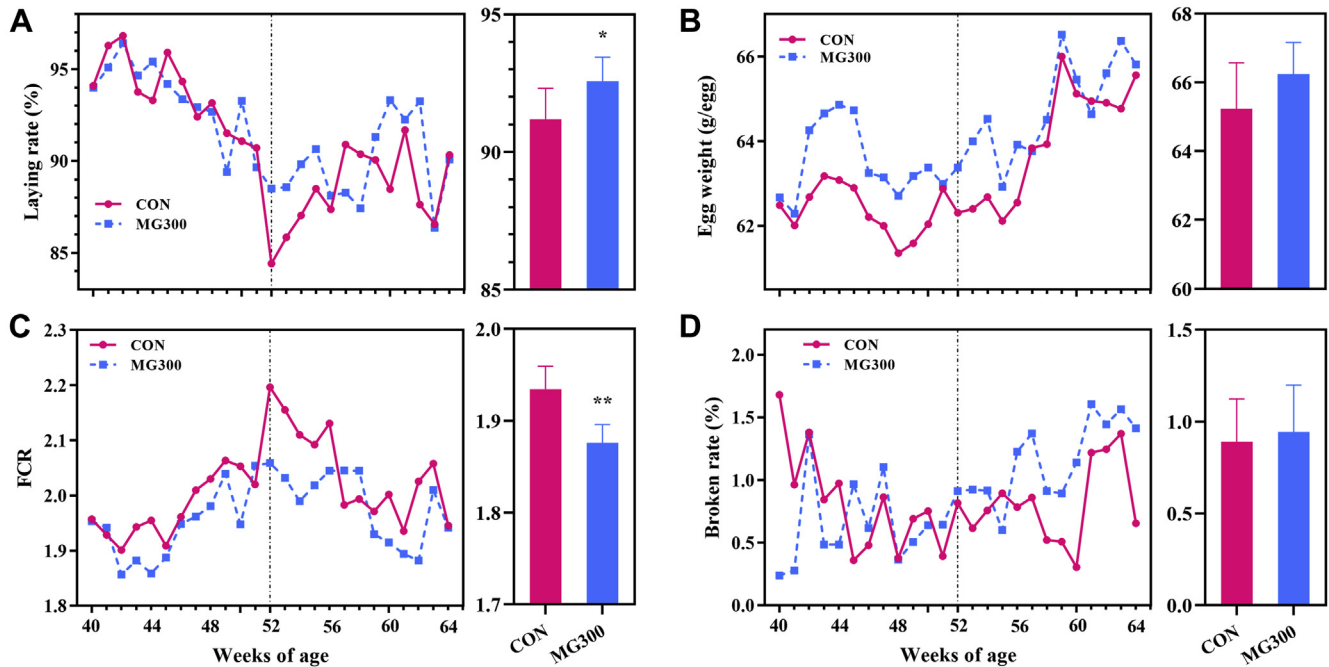 A
Laying rate (%)
95
90
85
CON
MG300
95
90
85
*
B
Egg weight (g/egg)
66
64
62
CON
MG300
68
66
64
62
60
C
FCR
2.3
2.2
2.1
2.0
1.9
1.8
CON
MG300
40 44 48 52 56 60 64
Weeks of age
2.0
1.9
1.8
1.7
**
CON MG300
D
Broken rate (%)
2.0
1.5
1.0
0.5
0.0
CON
MG300
40 44 48 52 56 60 64
Weeks of age
1.5
1.0
0.5
0.0
CON MG300